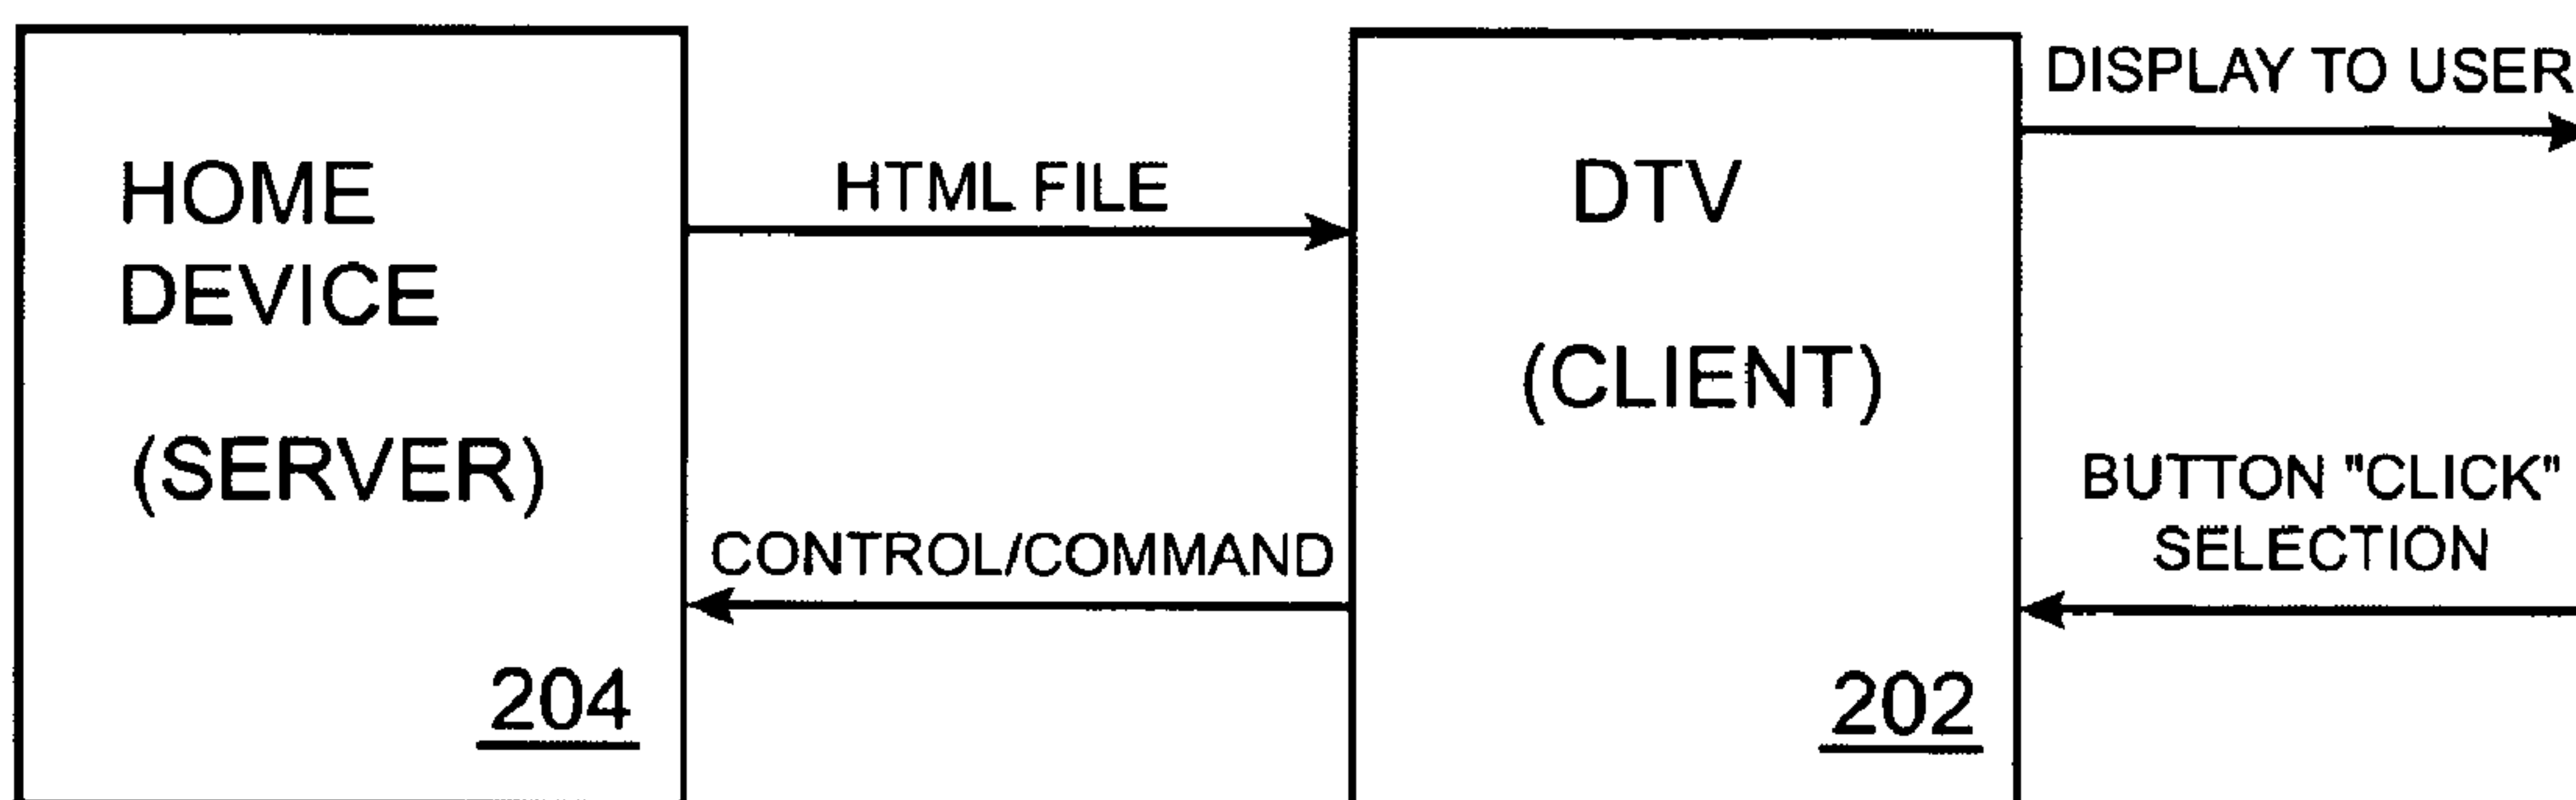 HOME
DEVICE
(SERVER)
204
HTML FILE
CONTROL/COMMAND
DTV
(CLIENT)
202
DISPLAY TO USER
BUTTON "CLICK"
SELECTION